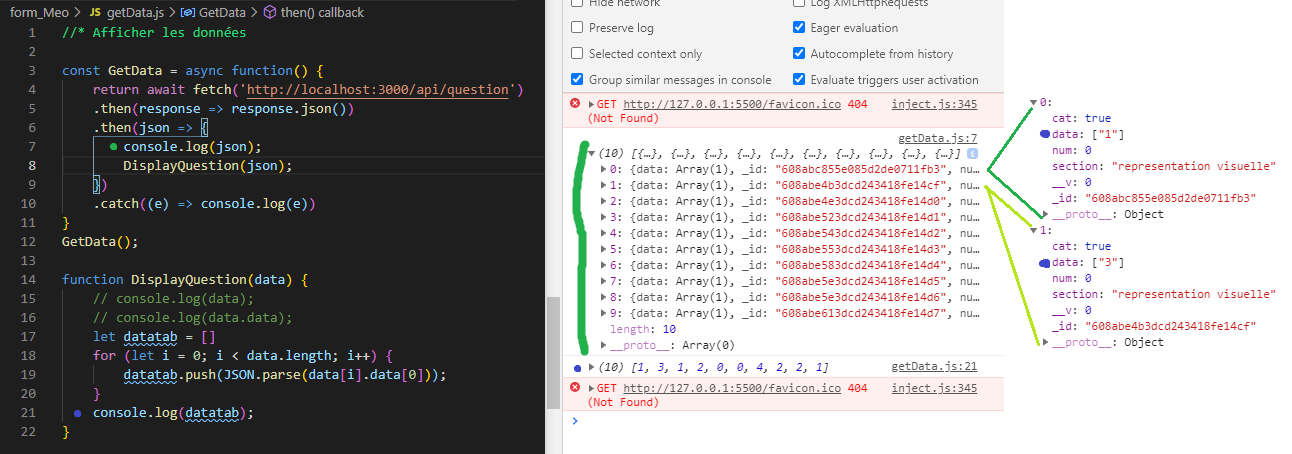 form_Meo > JS getData.js > GetData > then() callback
1 //* Afficher les données
2
3 const GetData = async function() {
4 return await fetch('http://localhost:3000/api/question')
5 .then(response => response.json())
6 .then(json => {
7 console.log(json);
8 DisplayQuestion(json);
9 })
10 .catch((e) => console.log(e))
11 }
12 GetData();
13
14 function DisplayQuestion(data) {
15 // console.log(data);
16 // console.log(data.data);
17 let datatab = []
18 for (let i = 0; i < data.length; i++) {
19 datatab.push(JSON.parse(data[i].data[0]));
20 }
21 console.log(datatab);
22 }
Hide network
Log XMLHttpRequests
Preserve log
Eager evaluation
Selected context only
Autocomplete from history
Group similar messages in console
Evaluate triggers user activation
GET http://127.0.0.1:5500/favicon.ico 404 inject.js:345
(Not Found)
getData.js:7
(10) [{…}, {…}, {…}, {…}, {…}, {…}, {…}, {…}, {…}, {…}] i
0: {data: Array(1), _id: "608abc855e085d2de0711fb3", nu…
1: {data: Array(1), _id: "608abe4b3dcd243418fe14cf", nu…
2: {data: Array(1), _id: "608abe4e3dcd243418fe14d0", nu…
3: {data: Array(1), _id: "608abe523dcd243418fe14d1", nu…
4: {data: Array(1), _id: "608abe543dcd243418fe14d2", nu…
5: {data: Array(1), _id: "608abe553dcd243418fe14d3", nu…
6: {data: Array(1), _id: "608abe583dcd243418fe14d4", nu…
7: {data: Array(1), _id: "608abe5e3dcd243418fe14d5", nu…
8: {data: Array(1), _id: "608abe5e3dcd243418fe14d6", nu…
9: {data: Array(1), _id: "608abe613dcd243418fe14d7", nu…
length: 10
__proto__: Array(0)
(10) [1, 3, 1, 2, 0, 0, 4, 2, 2, 1] getData.js:21
GET http://127.0.0.1:5500/favicon.ico 404 inject.js:345
(Not Found)
0:
cat: true
data: ["1"]
num: 0
section: "representation visuelle"
__v: 0
_id: "608abc855e085d2de0711fb3"
__proto__: Object
1:
cat: true
data: ["3"]
num: 0
section: "representation visuelle"
__v: 0
_id: "608abe4b3dcd243418fe14cf"
__proto__: Object